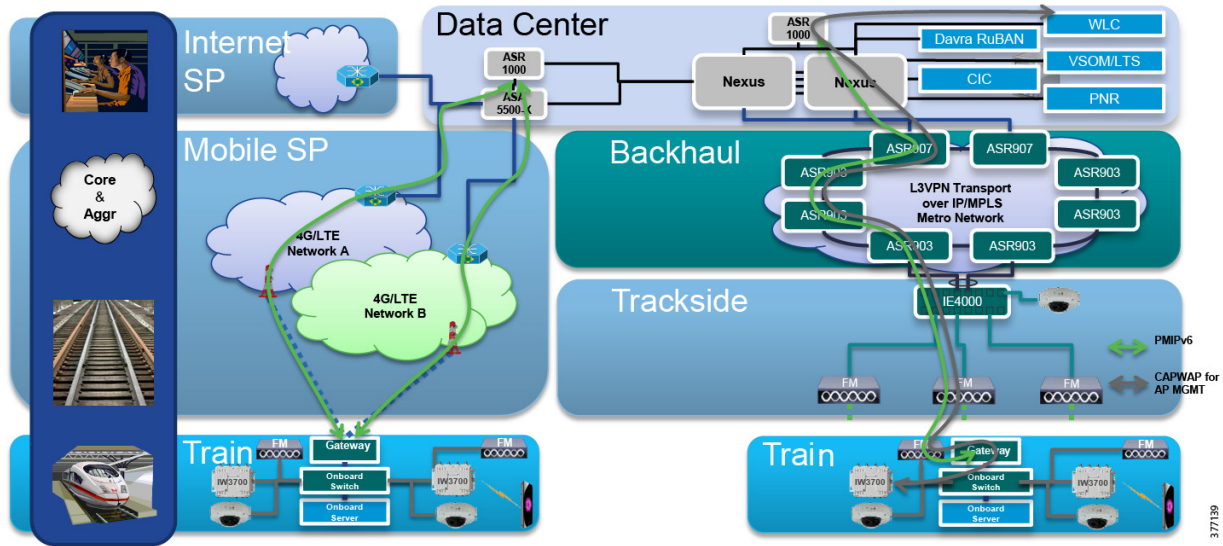 Internet
SP
Data Center
ASR
1000
ASA
5500-X
Nexus
Nexus
ASR
1000
Davra RuBAN
CIC
WLC
VSOM/LTS
PNR
Core
&
Aggr
Mobile SP
4G/LTE
Network A
4G/LTE
Network B
Backhaul
ASR907
ASR907
ASR903
ASR903
ASR903
ASR903
ASR903
ASR903
L3VPN Transport
over IP/MPLS
Metro Network
Trackside
IE4000
FM
FM
FM
PMIPv6
CAPWAP for
AP MGMT
Train
FM
Gateway
FM
IW3700
Onboard
Switch
IW3700
Onboard
Server
Train
FM
Gateway
FM
IW3700
Onboard
Switch
IW3700
Onboard
Server
377139